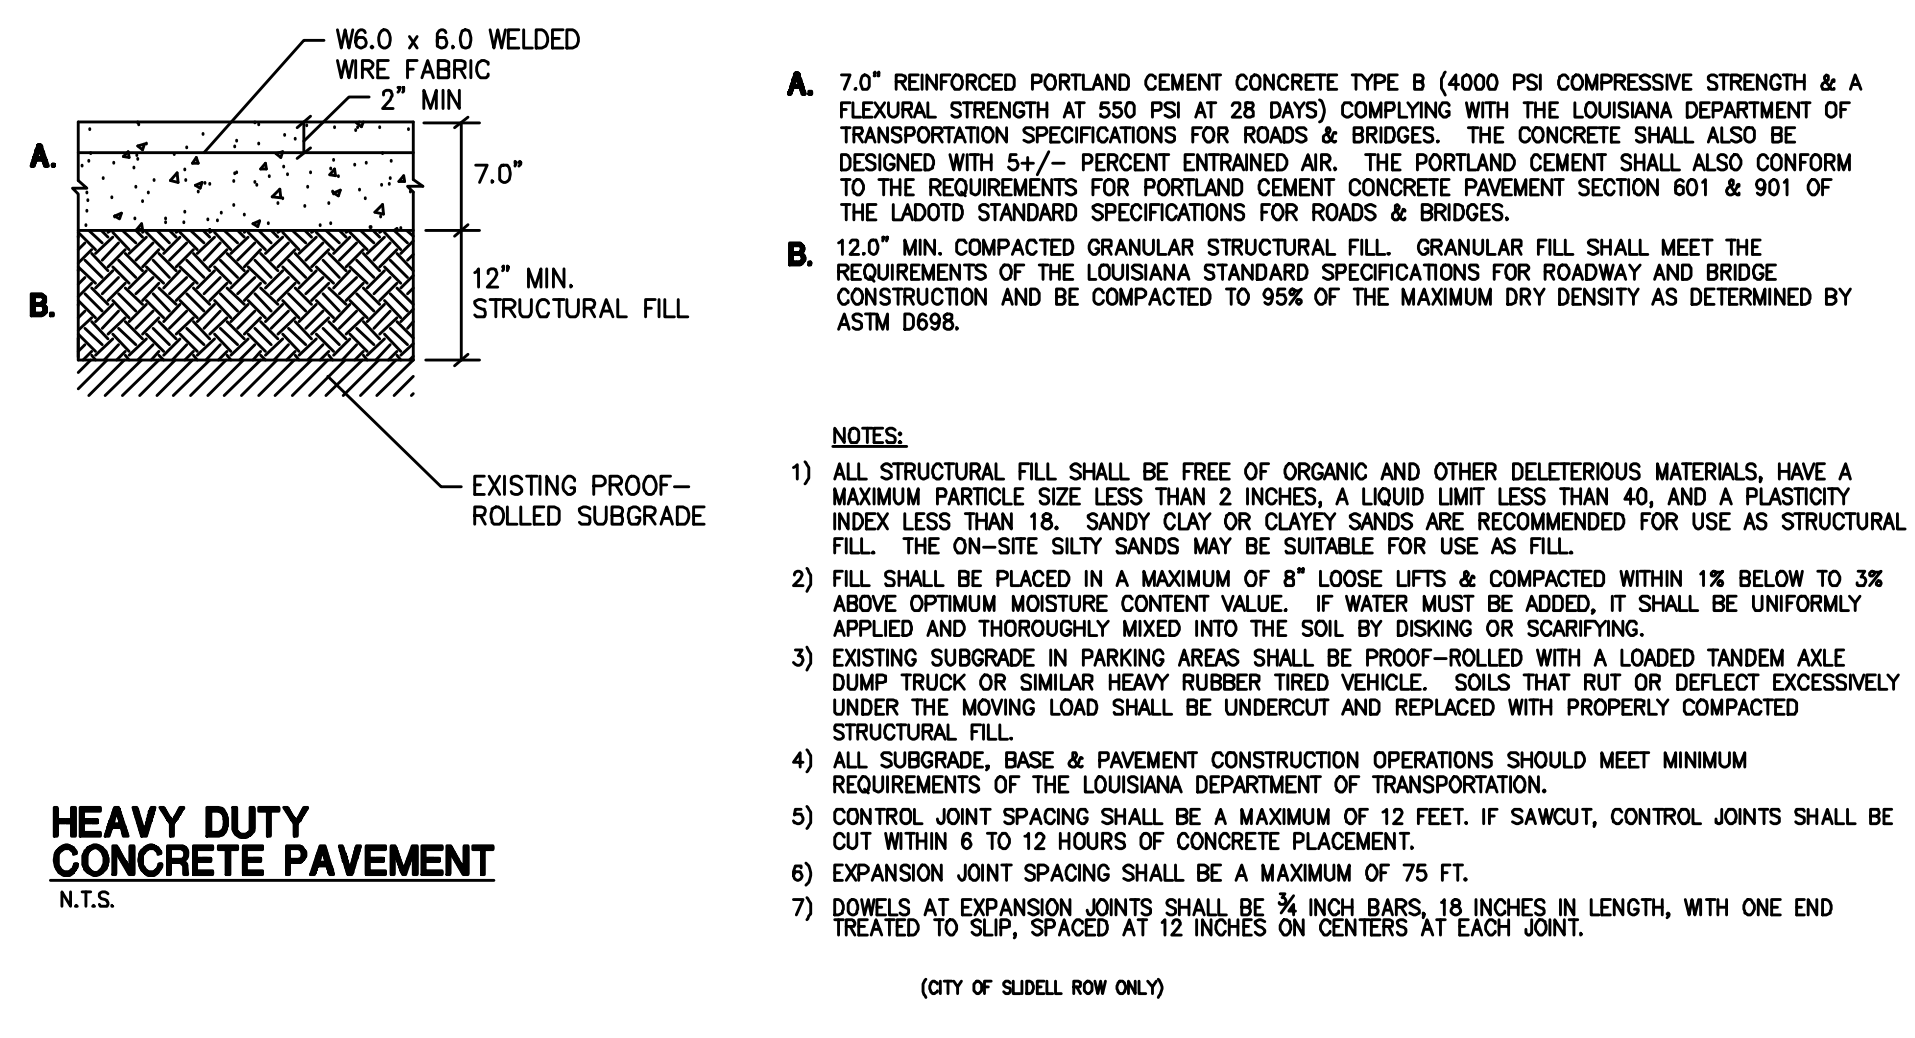 W6.0 x 6.0 WELDED
WIRE FABRIC
2" MIN
A.
7.0"
B.
12" MIN.
STRUCTURAL FILL
EXISTING PROOF-
ROLLED SUBGRADE
HEAVY DUTY
CONCRETE PAVEMENT
N.T.S.
A. 7.0" REINFORCED PORTLAND CEMENT CONCRETE TYPE B (4000 PSI COMPRESSIVE STRENGTH & A
FLEXURAL STRENGTH AT 550 PSI AT 28 DAYS) COMPLYING WITH THE LOUISIANA DEPARTMENT OF
TRANSPORTATION SPECIFICATIONS FOR ROADS & BRIDGES. THE CONCRETE SHALL ALSO BE
DESIGNED WITH 5+/- PERCENT ENTRAINED AIR. THE PORTLAND CEMENT SHALL ALSO CONFORM
TO THE REQUIREMENTS FOR PORTLAND CEMENT CONCRETE PAVEMENT SECTION 601 & 901 OF
THE LADOTD STANDARD SPECIFICATIONS FOR ROADS & BRIDGES.
B. 12.0" MIN. COMPACTED GRANULAR STRUCTURAL FILL. GRANULAR FILL SHALL MEET THE
REQUIREMENTS OF THE LOUISIANA STANDARD SPECIFICATIONS FOR ROADWAY AND BRIDGE
CONSTRUCTION AND BE COMPACTED TO 95% OF THE MAXIMUM DRY DENSITY AS DETERMINED BY
ASTM D698.
NOTES:
1) ALL STRUCTURAL FILL SHALL BE FREE OF ORGANIC AND OTHER DELETERIOUS MATERIALS, HAVE A
MAXIMUM PARTICLE SIZE LESS THAN 2 INCHES, A LIQUID LIMIT LESS THAN 40, AND A PLASTICITY
INDEX LESS THAN 18. SANDY CLAY OR CLAYEY SANDS ARE RECOMMENDED FOR USE AS STRUCTURAL
FILL. THE ON-SITE SILTY SANDS MAY BE SUITABLE FOR USE AS FILL.
2) FILL SHALL BE PLACED IN A MAXIMUM OF 8" LOOSE LIFTS & COMPACTED WITHIN 1% BELOW TO 3%
ABOVE OPTIMUM MOISTURE CONTENT VALUE. IF WATER MUST BE ADDED, IT SHALL BE UNIFORMLY
APPLIED AND THOROUGHLY MIXED INTO THE SOIL BY DISKING OR SCARIFYING.
3) EXISTING SUBGRADE IN PARKING AREAS SHALL BE PROOF-ROLLED WITH A LOADED TANDEM AXLE
DUMP TRUCK OR SIMILAR HEAVY RUBBER TIRED VEHICLE. SOILS THAT RUT OR DEFLECT EXCESSIVELY
UNDER THE MOVING LOAD SHALL BE UNDERCUT AND REPLACED WITH PROPERLY COMPACTED
STRUCTURAL FILL.
4) ALL SUBGRADE, BASE & PAVEMENT CONSTRUCTION OPERATIONS SHOULD MEET MINIMUM
REQUIREMENTS OF THE LOUISIANA DEPARTMENT OF TRANSPORTATION.
5) CONTROL JOINT SPACING SHALL BE A MAXIMUM OF 12 FEET. IF SAWCUT, CONTROL JOINTS SHALL BE
CUT WITHIN 6 TO 12 HOURS OF CONCRETE PLACEMENT.
6) EXPANSION JOINT SPACING SHALL BE A MAXIMUM OF 75 FT.
7) DOWELS AT EXPANSION JOINTS SHALL BE ¾ INCH BARS, 18 INCHES IN LENGTH, WITH ONE END
TREATED TO SLIP, SPACED AT 12 INCHES ON CENTERS AT EACH JOINT.
(CITY OF SLIDELL ROW ONLY)